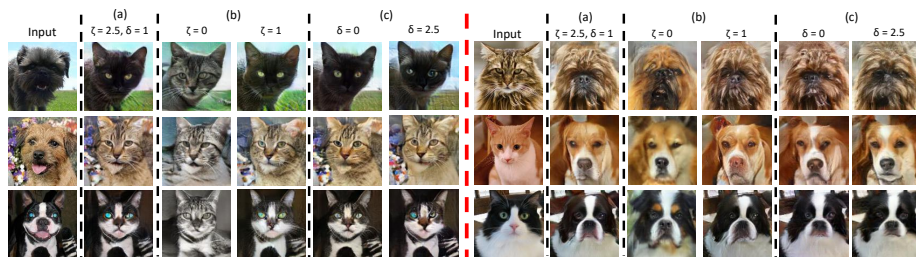 (a) (b) (c) (a) (b) (c)
Input ζ = 2.5, δ = 1 ζ = 0 ζ = 1 δ = 0 δ = 2.5 Input ζ = 2.5, δ = 1 ζ = 0 ζ = 1 δ = 0 δ = 2.5